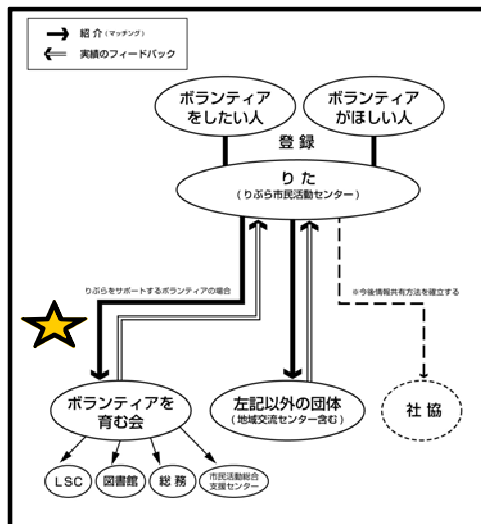 紹介(マッチング)
実績のフィードバック
ボランティア
をしたい人
ボランティア
がほしい人
登録
りた
(りぶら市民活動センター)
りぶらをサポートするボランティアの場合
※今後情報共有方法を確立する
ボランティアを
育む会
左記以外の団体
(地域交流センター含む)
社協
LSC
図書館
総務
市民活動総合
支援センター